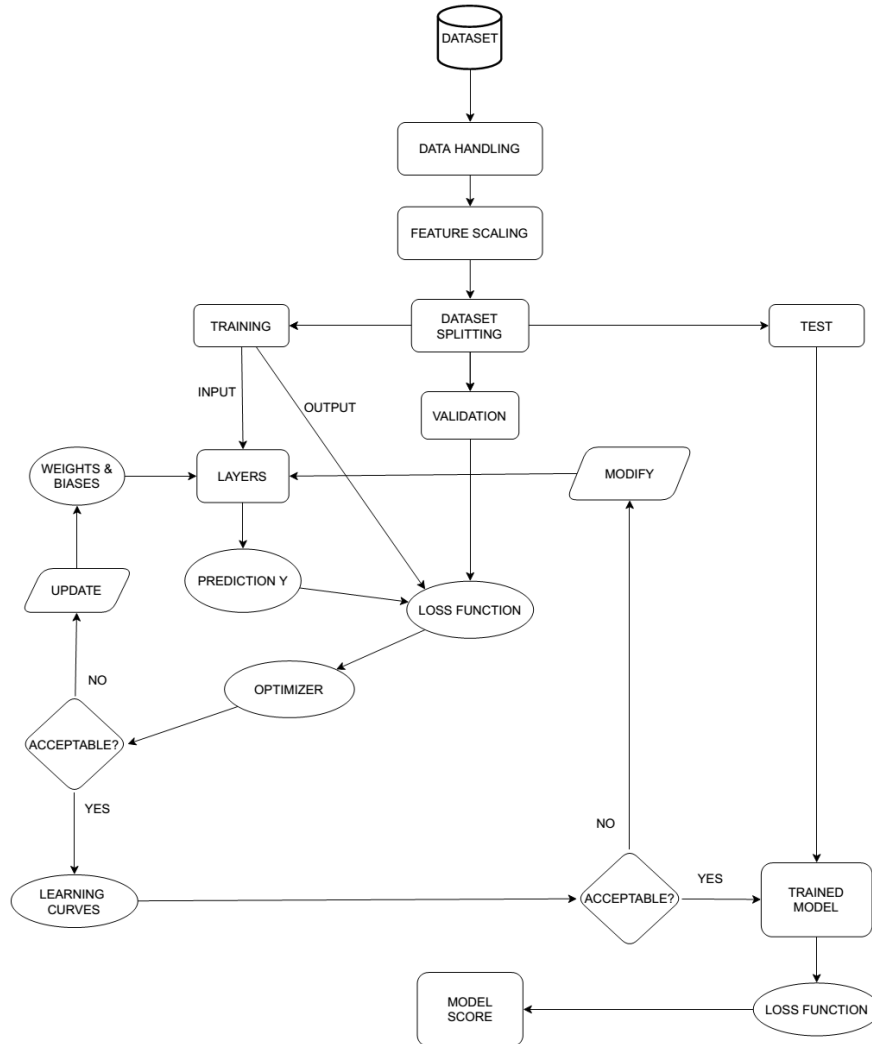 DATASET
DATA HANDLING
FEATURE SCALING
TRAINING
DATASET
SPLITTING
TEST
INPUT
OUTPUT
VALIDATION
WEIGHTS &
BIASES
LAYERS
MODIFY
UPDATE
PREDICTION Y
LOSS FUNCTION
NO
OPTIMIZER
ACCEPTABLE?
YES
NO
LEARNING
CURVES
ACCEPTABLE?
YES
TRAINED
MODEL
MODEL
SCORE
LOSS FUNCTION